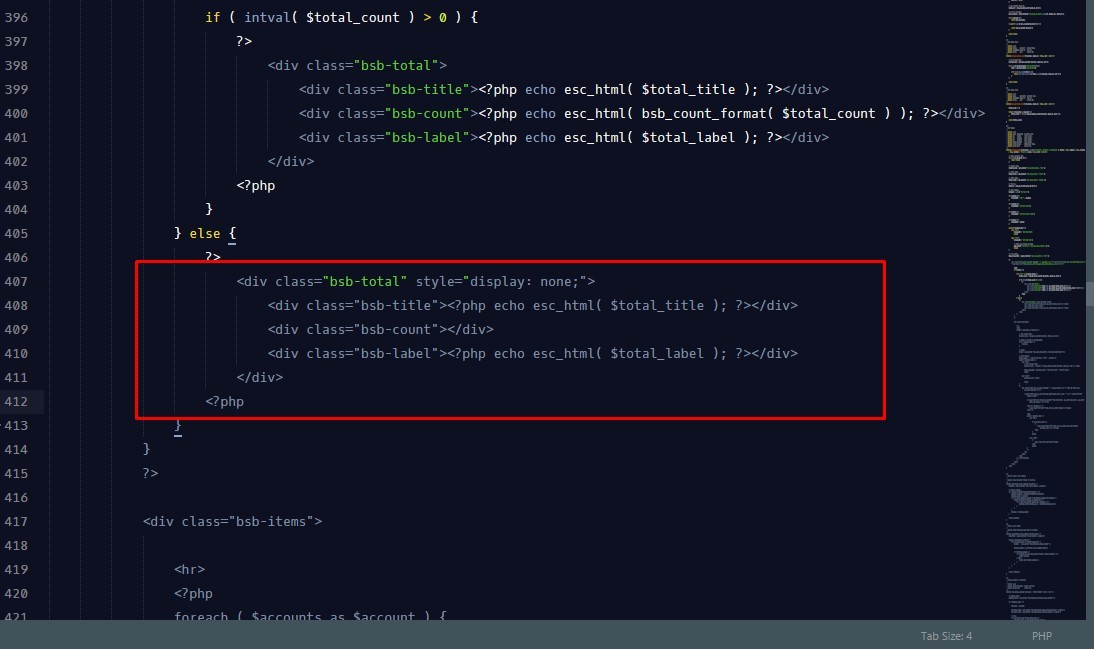 396 if ( intval( $total_count ) > 0 ) {
397 ?>
398 <div class="bsb-total">
399 <div class="bsb-title"><?php echo esc_html( $total_title ); ?></div>
400 <div class="bsb-count"><?php echo esc_html( bsb_count_format( $total_count ) ); ?></div>
401 <div class="bsb-label"><?php echo esc_html( $total_label ); ?></div>
402 </div>
403 <?php
404 }
405 } else {
406 ?>
407 <div class="bsb-total" style="display: none;">
408 <div class="bsb-title"><?php echo esc_html( $total_title ); ?></div>
409 <div class="bsb-count"></div>
410 <div class="bsb-label"><?php echo esc_html( $total_label ); ?></div>
411 </div>
412 <?php
413 }
414 }
415 ?>
416
417 <div class="bsb-items">
418
419 <hr>
420 <?php
421 foreach ( $accounts as $account ) {
Tab Size: 4 PHP